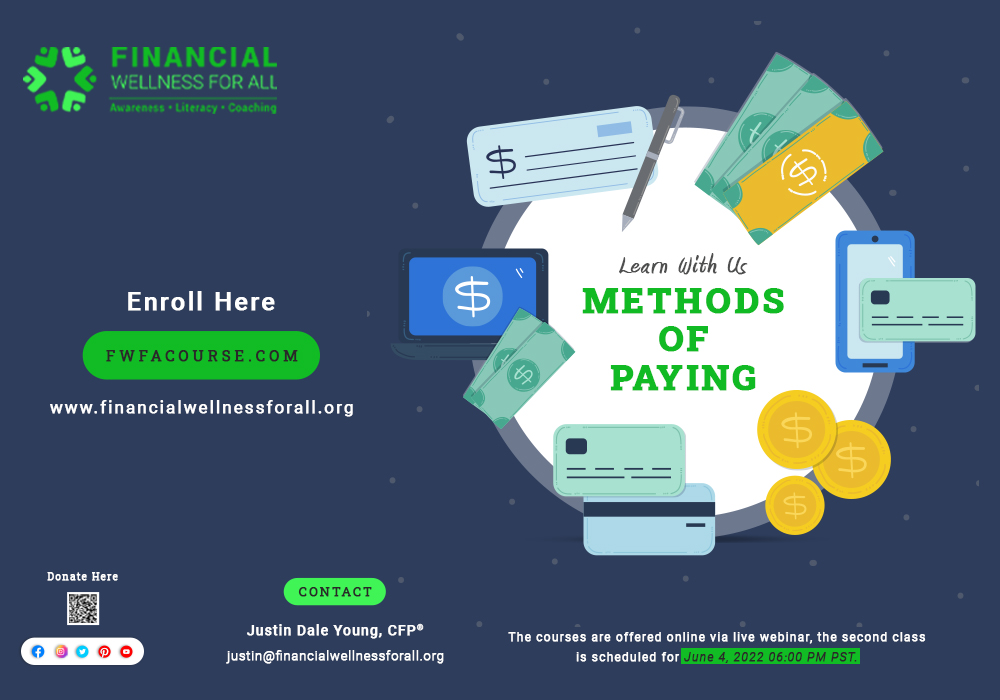 FINANCIAL
WELLNESS FOR ALL
Awareness • Literacy • Coaching
Learn With Us
METHODS
OF
PAYING
Enroll Here
FWFACOURSE.COM
www.financialwellnessforall.org
Donate Here
CONTACT
Justin Dale Young, CFP®
justin@financialwellnessforall.org
The courses are offered online via live webinar, the second class
is scheduled for June 4, 2022 06:00 PM PST.